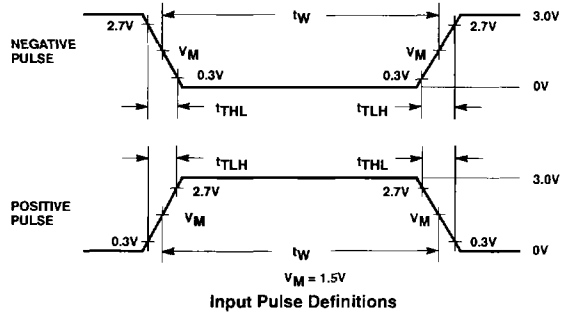 tW
2.7V
2.7V
3.0V
NEGATIVE
PULSE
VM
VM
0.3V
0.3V
0V
tTHL
tTLH
tTLH
tTHL
3.0V
2.7V
2.7V
POSITIVE
PULSE
VM
VM
0.3V
0.3V
0V
tW
VM = 1.5V
Input Pulse Definitions